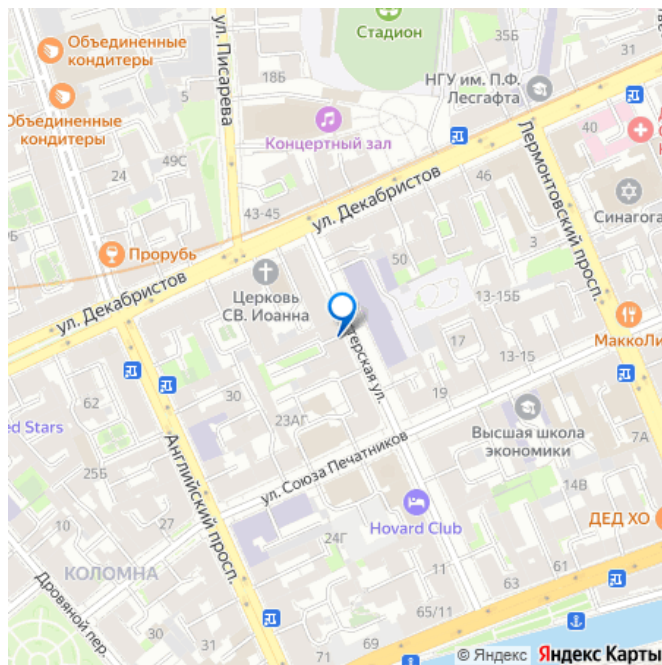 Объединенные
кондитеры
Объединенные
кондитеры
ул. Писарева
Стадион
35Б
31
НГУ им. П.Ф.
Лесгафта
18Б
Концертный зал
40
49С
24
Лермонтовский просп.
46
Синагога
ул. Декабристов
43-45
Прорубь
3
50
Церковь
СВ. Иоанна
13-15Б
ул. Декабристов
МаккоЛи
терская ул.
17
13-15
30
19
62
ed Stars
23АГ
Высшая школа
экономики
7А
Английский просп.
ул. Союза Печатников
25Б
14В
10
Hovard Club
ДЕД ХО
27
24Г
КОЛОМНА
11
63
61
Дровяной пер.
65/11
30
31
69
71
© Яндекс Яндекс Карты